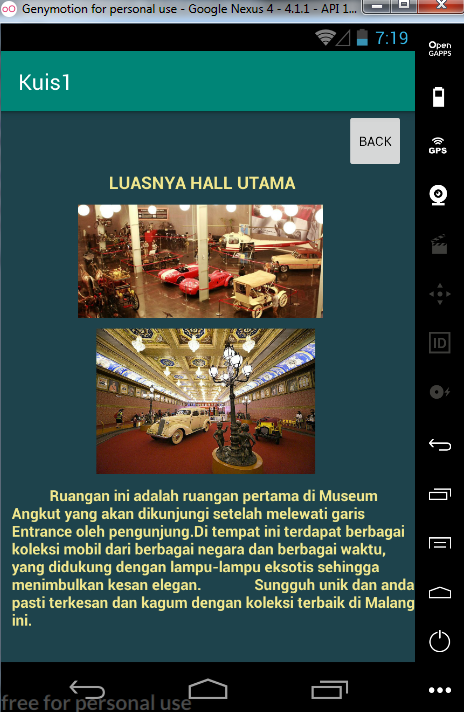 Genymotion for personal use - Google Nexus 4 - 4.1.1 - API 1...
7:19
Open
GAPPS
Kuis1
BACK
GPS
LUASNYA HALL UTAMA
ID
Ruangan ini adalah ruangan pertama di Museum
Angkut yang akan dikunjungi setelah melewati garis
Entrance oleh pengunjung.Di tempat ini terdapat berbagai
koleksi mobil dari berbagai negara dan berbagai waktu,
yang didukung dengan lampu-lampu eksotis sehingga
menimbulkan kesan elegan. Sungguh unik dan anda
pasti terkesan dan kagum dengan koleksi terbaik di Malang
ini.
free for personal use